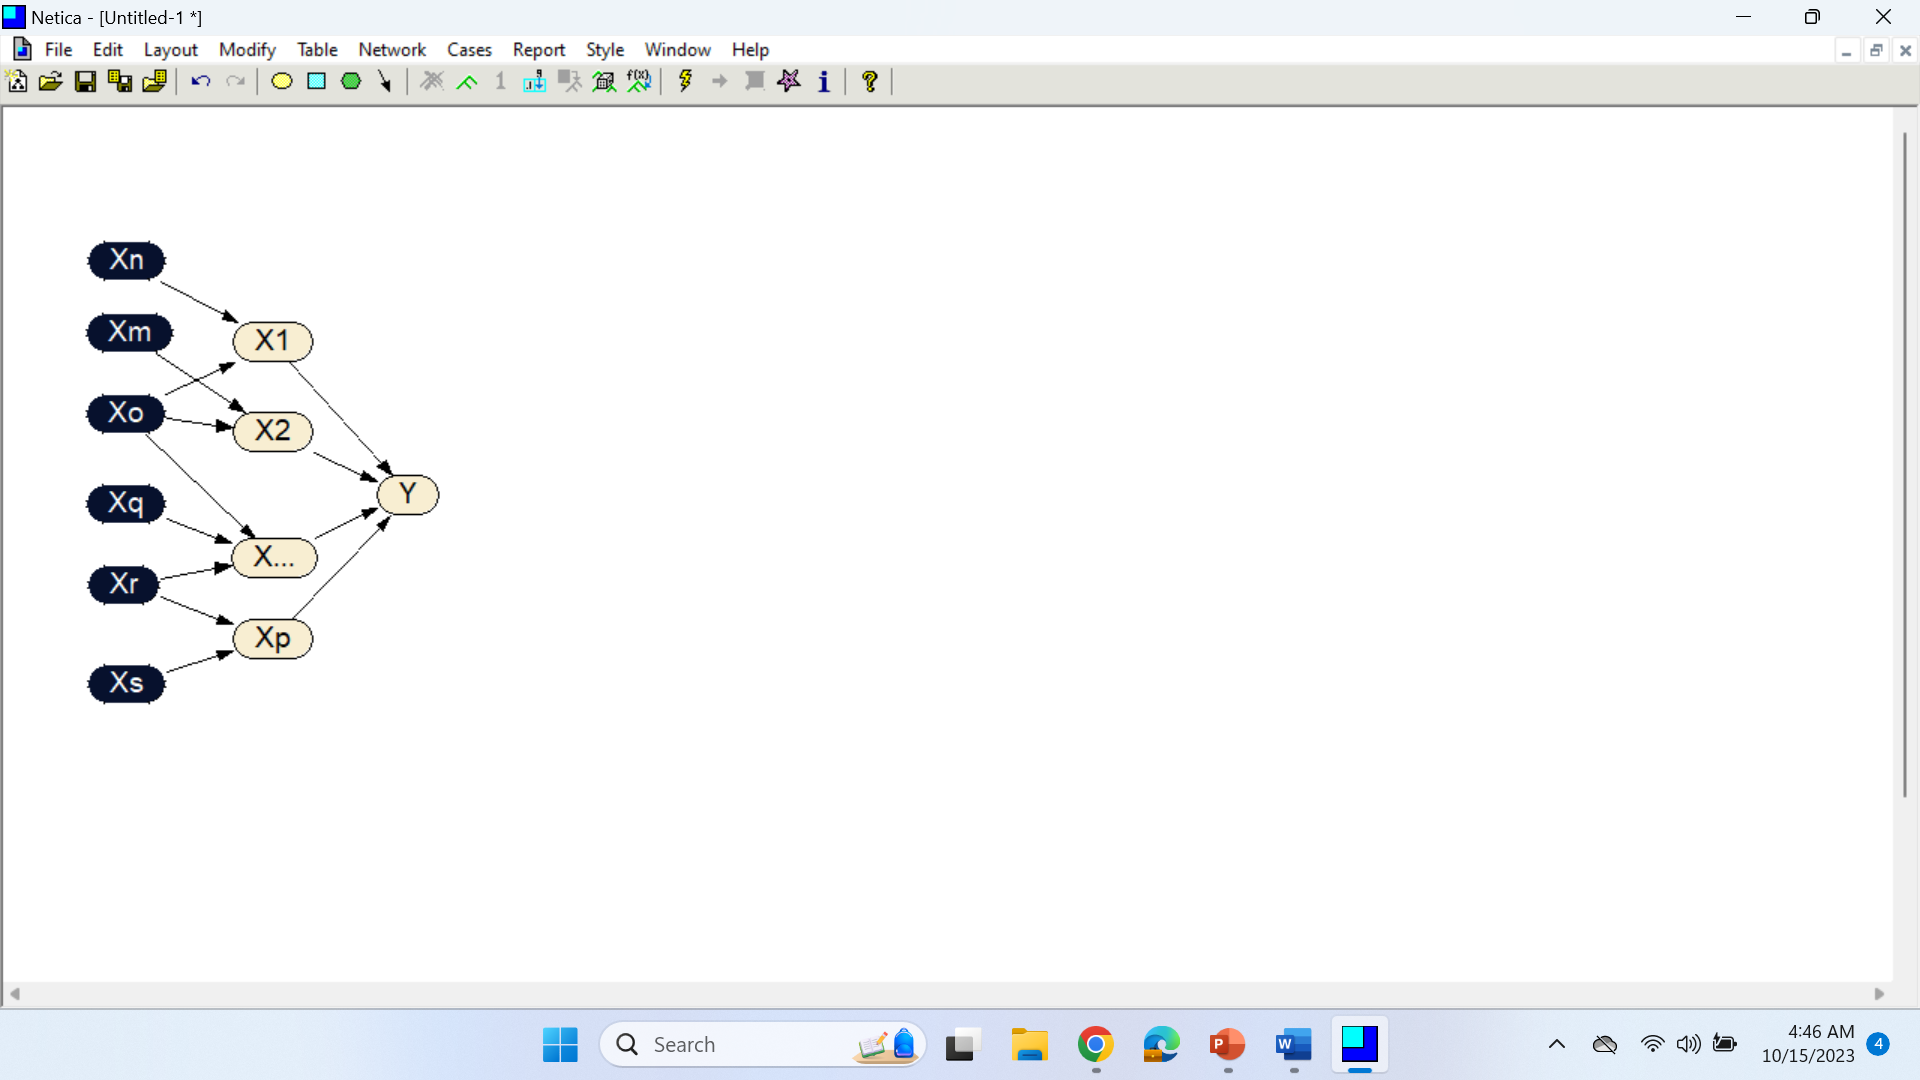 Netica - [Untitled-1 *]
File Edit Layout Modify Table Network Cases Report Style Window Help
1 f(x) i ?
Xn
Xm
X1
Xo
X2
Y
Xq
X...
Xr
Xp
Xs
Search
P
W
4:46 AM
10/15/2023
4